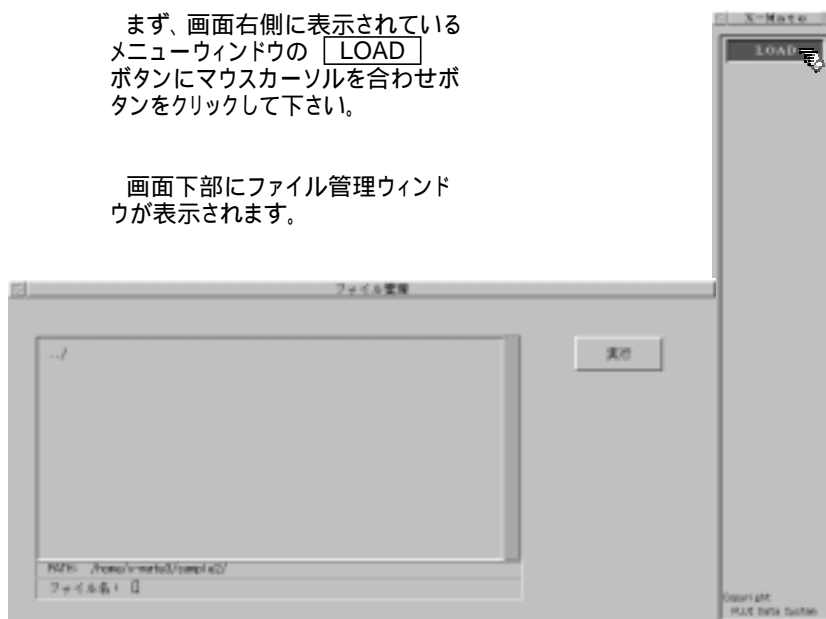 まず、画面右側に表示されている
メニューウィンドウの LOAD
ボタンにマウスカーソルを合わせボ
タンをクリックして下さい。
画面下部にファイル管理ウィンド
ウが表示されます。
X-Mate
LOAD
ファイル管理
../
実行
PATH: /home/x-mate3/sample2/
ファイル名:
Copyright
Data System